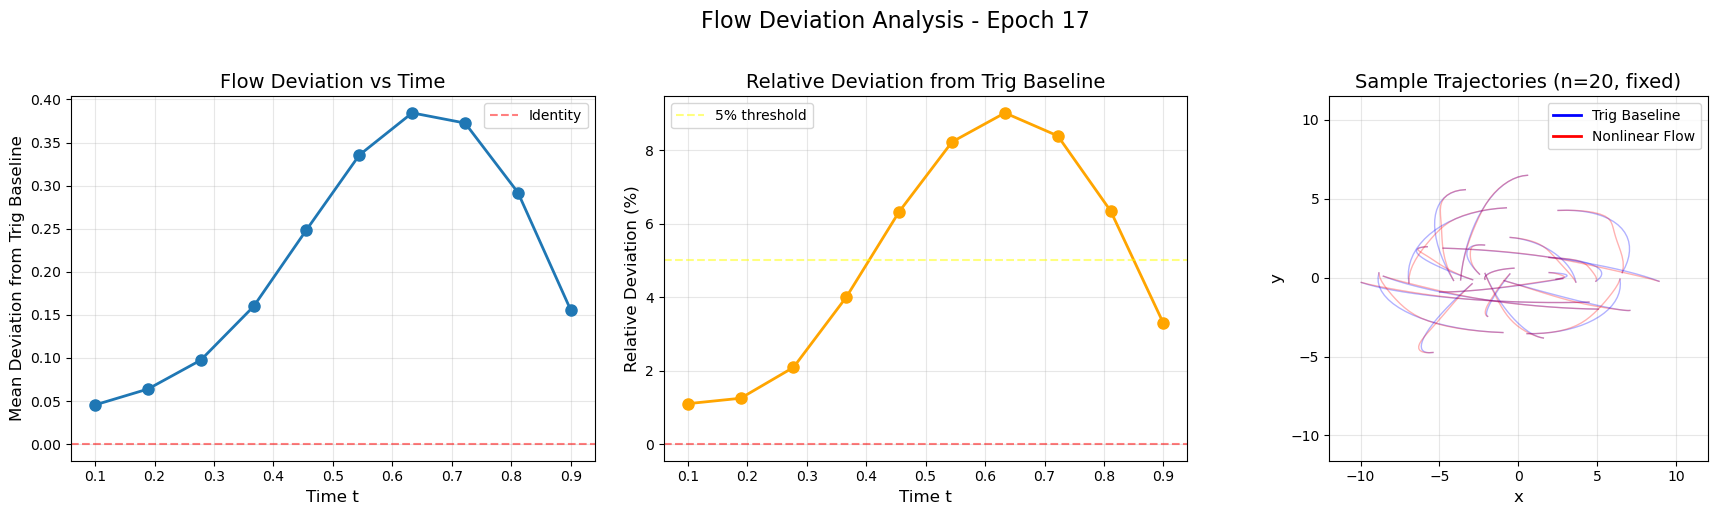 Flow Deviation Analysis - Epoch 17
Flow Deviation vs Time
Mean Deviation from Trig Baseline
0.40
0.35
0.30
0.25
0.20
0.15
0.10
0.05
0.00
Identity
0.1 0.2 0.3 0.4 0.5 0.6 0.7 0.8 0.9
Time t
Relative Deviation from Trig Baseline
Relative Deviation (%)
8
6
4
2
0
5% threshold
0.1 0.2 0.3 0.4 0.5 0.6 0.7 0.8 0.9
Time t
Sample Trajectories (n=20, fixed)
y
10
5
0
−5
−10
Trig Baseline
Nonlinear Flow
−10 −5 0 5 10
x